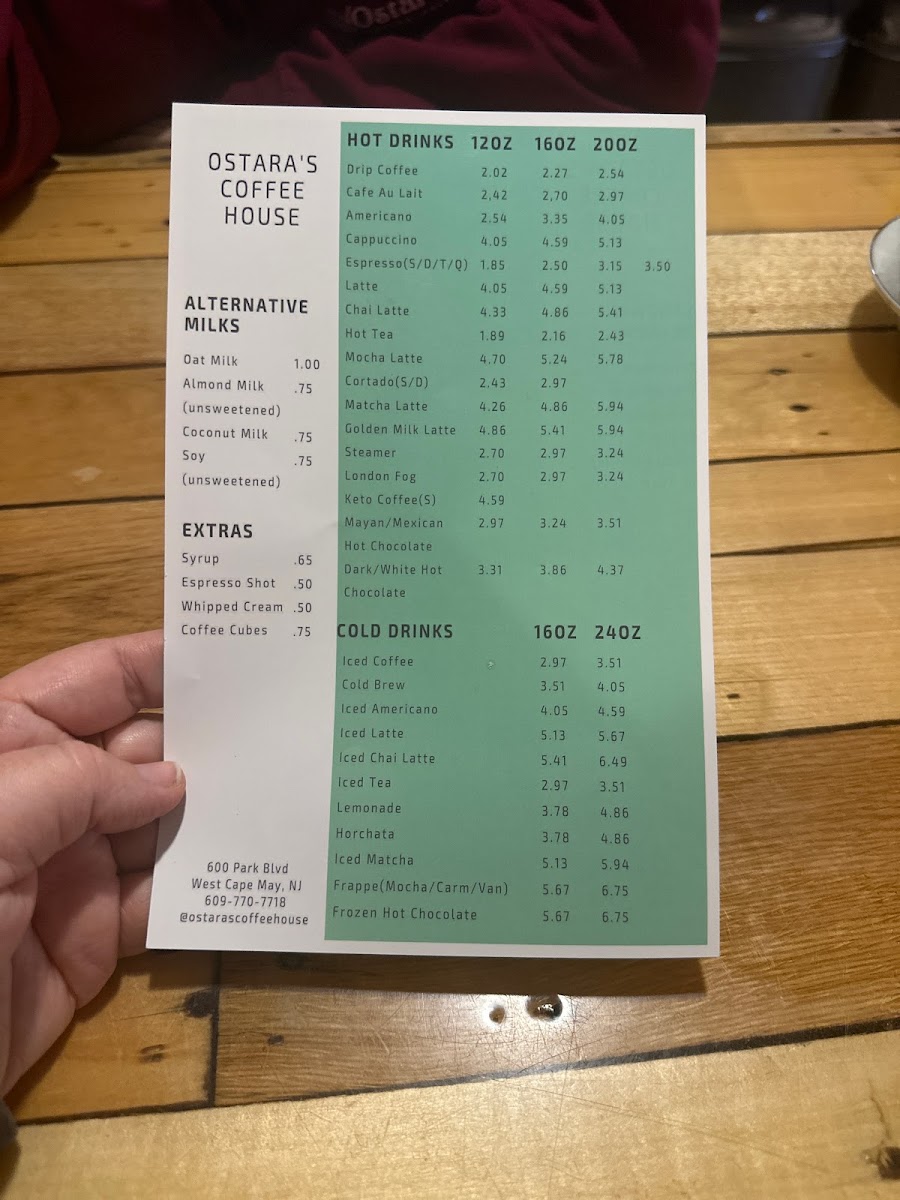 Osta
OSTARA'S
COFFEE
HOUSE
ALTERNATIVE
MILKS
Oat Milk 1.00
Almond Milk .75
(unsweetened)
Coconut Milk .75
Soy .75
(unsweetened)
EXTRAS
Syrup .65
Espresso Shot .50
Whipped Cream .50
Coffee Cubes .75
600 Park Blvd
West Cape May, NJ
609-770-7718
@ostarascoffeehouse
HOT DRINKS 12OZ 16OZ 20OZ
Drip Coffee 2.02 2.27 2.54
Cafe Au Lait 2,42 2,70 2.97
Americano 2.54 3.35 4.05
Cappuccino 4.05 4.59 5.13
Espresso(S/D/T/Q) 1.85 2.50 3.15 3.50
Latte 4.05 4.59 5.13
Chai Latte 4.33 4.86 5.41
Hot Tea 1.89 2.16 2.43
Mocha Latte 4.70 5.24 5.78
Cortado(S/D) 2,43 2.97
Matcha Latte 4.26 4.86 5.94
Golden Milk Latte 4.86 5.41 5.94
Steamer 2.70 2.97 3.24
London Fog 2.70 2.97 3.24
Keto Coffee(S) 4.59
Mayan/Mexican 2.97 3.24 3.51
Hot Chocolate
Dark/White Hot 3.31 3.86 4.37
Chocolate
COLD DRINKS 16OZ 24OZ
Iced Coffee 2.97 3.51
Cold Brew 3.51 4.05
Iced Americano 4.05 4.59
Iced Latte 5.13 5.67
Iced Chai Latte 5.41 6.49
Iced Tea 2.97 3.51
Lemonade 3.78 4.86
Horchata 3.78 4.86
Iced Matcha 5.13 5.94
Frappe(Mocha/Carm/Van) 5.67 6.75
Frozen Hot Chocolate 5.67 6.75